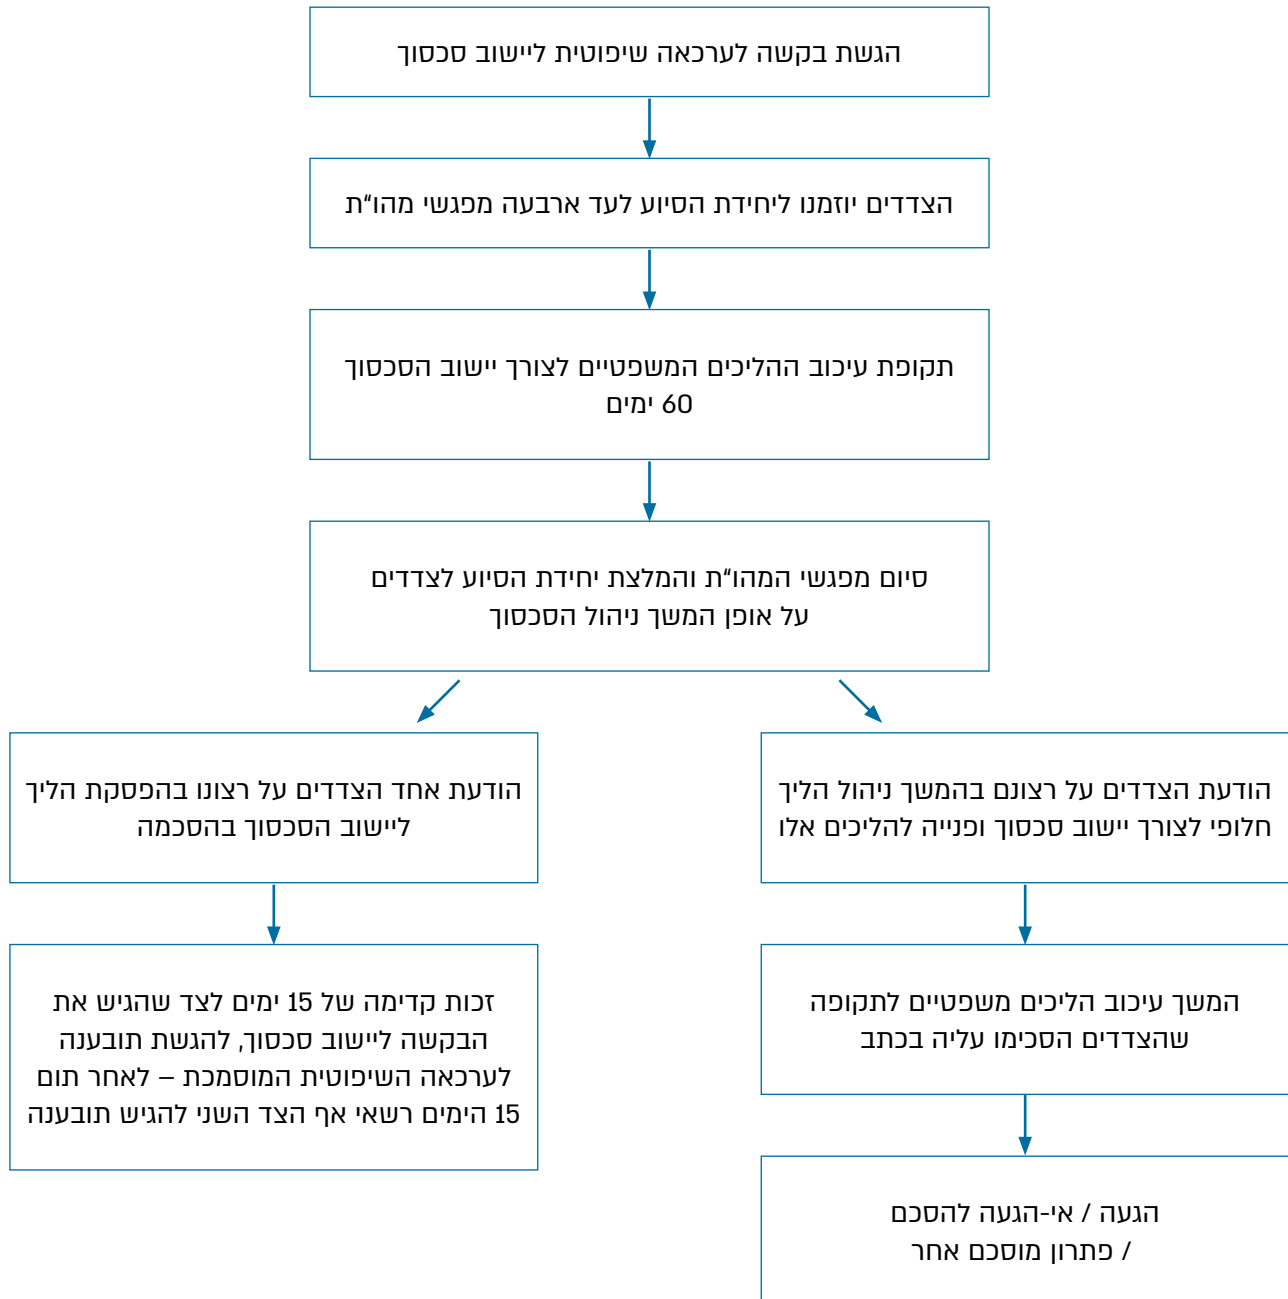 הגשת בקשה לערכאה שיפוטית ליישוב סכסוך
הצדדים יוזמנו ליחידת הסיוע לעד ארבעה מפגשי מהו״ת
תקופת עיכוב ההליכים המשפטיים לצורך יישוב הסכסוך
60 ימים
סיום מפגשי המהו״ת והמלצת יחידת הסיוע לצדדים
על אופן המשך ניהול הסכסוך
הודעת הצדדים על רצונם בהמשך ניהול הליך
חלופי לצורך יישוב סכסוך ופנייה להליכים אלו
המשך עיכוב הליכים משפטיים לתקופה
שהצדדים הסכימו עליה בכתב
הגעה / אי-הגעה להסכם
/ פתרון מוסכם אחר
הודעת אחד הצדדים על רצונו בהפסקת הליך
ליישוב הסכסוך בהסכמה
זכות קדימה של 15 ימים לצד שהגיש את
הבקשה ליישוב סכסוך, להגשת תובענה
לערכאה השיפוטית המוסמכת – לאחר תום
15 הימים רשאי אף הצד השני להגיש תובענה